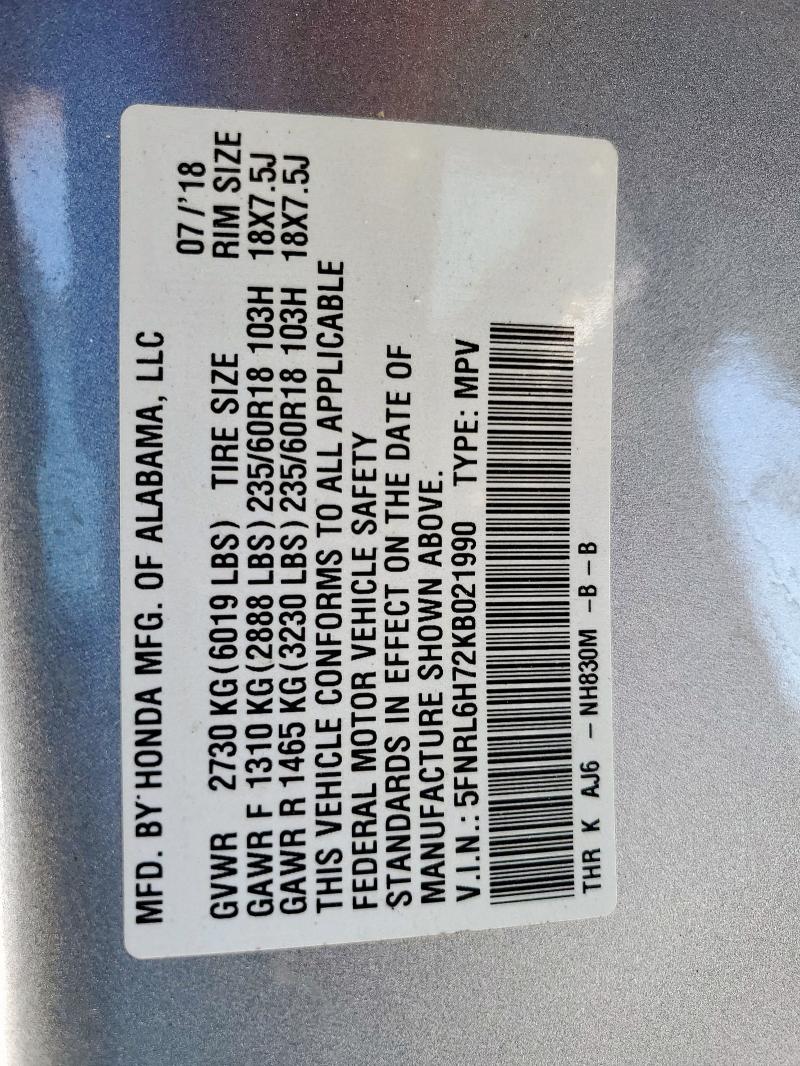 MFD. BY HONDA MFG. OF ALABAMA, LLC
07/'18
GVWR 2730 KG(6019 LBS) TIRE SIZE RIM SIZE
GAWR F 1310 KG(2888 LBS)235/60R18 103H 18X7.5J
GAWR R 1465 KG(3230 LBS)235/60R18 103H 18X7.5J
THIS VEHICLE CONFORMS TO ALL APPLICABLE
FEDERAL MOTOR VEHICLE SAFETY
STANDARDS IN EFFECT ON THE DATE OF
MANUFACTURE SHOWN ABOVE.
V.I.N.: 5FNRL6H72KB021990 TYPE: MPV
THR K AJ6 - NH830M -B-B